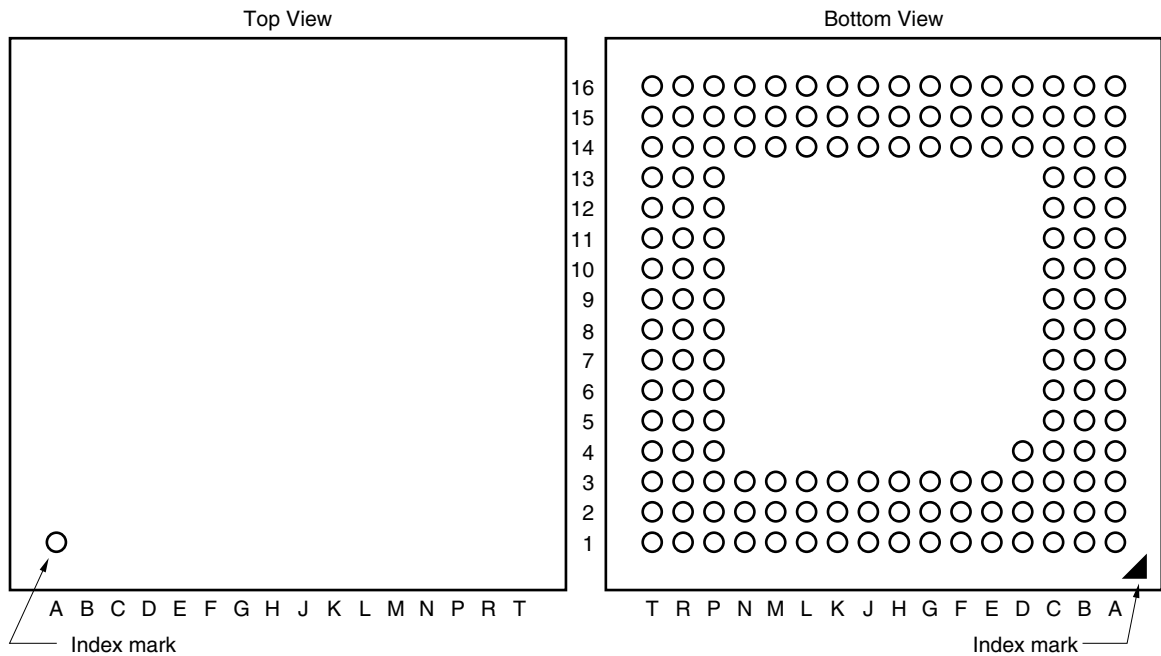 Top View
Bottom View
16
15
14
13
12
11
10
9
8
7
6
5
4
3
2
1
A B C D E F G H J K L M N P R T
T R P N M L K J H G F E D C B A
Index mark
Index mark